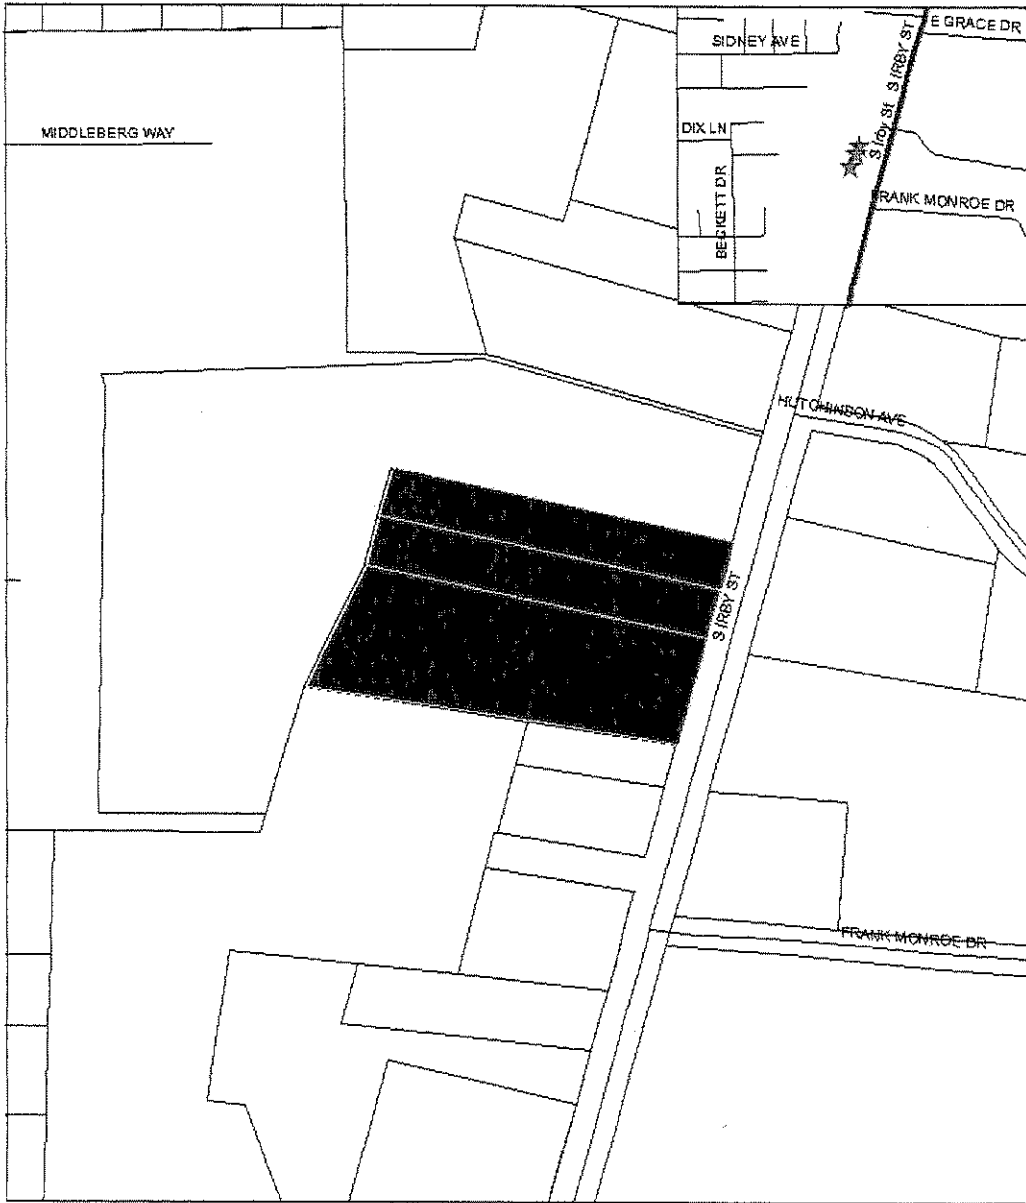 E GRACE DR
SIDNEY AVE
S IRBY ST
S Irby St
DIX LN
BECKETT DR
FRANK MONROE DR
MIDDLEBERG WAY
HUTCHINSON AVE
S IRBY ST
FRANK MONROE DR